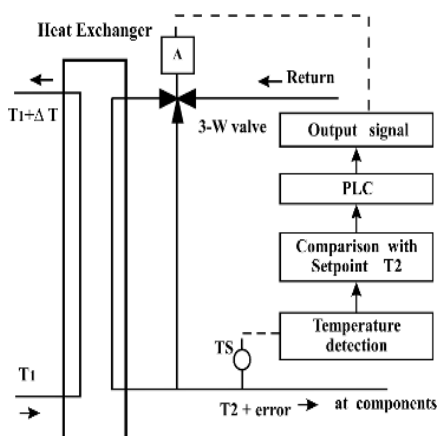 Heat Exchanger
A
Return
T1+Δ T
3-W valve
Output signal
PLC
Comparison with
Setpoint T2
Temperature
detection
TS
T1
T2 + error
at components